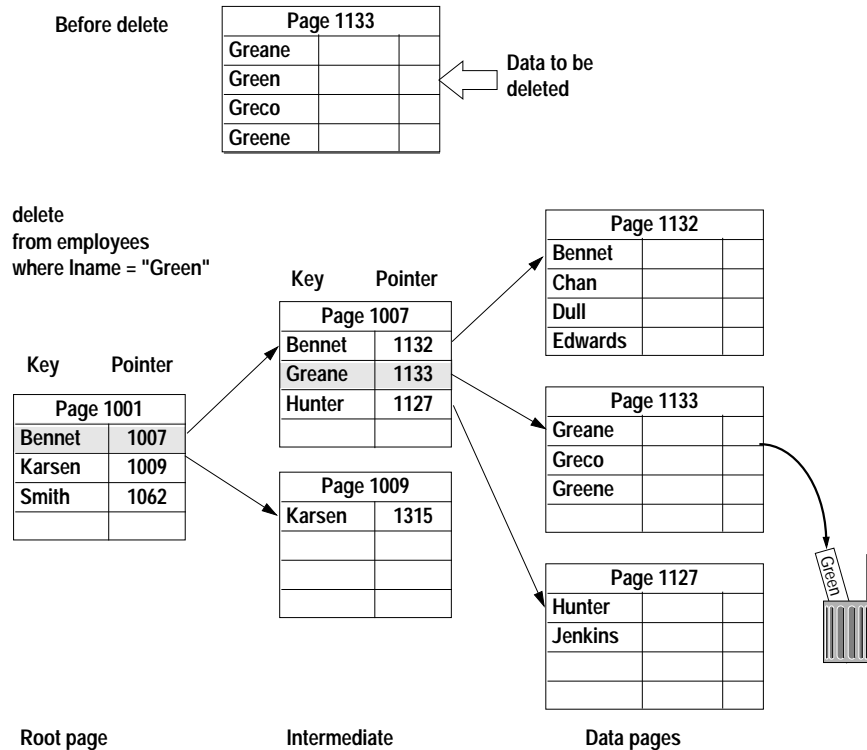 Before delete
Page 1133
Greane
Green
Greco
Greene
Data to be
deleted
delete
from employees
where lname = "Green"
Key Pointer
Page 1001
Bennet 1007
Karsen 1009
Smith 1062
Key Pointer
Page 1007
Bennet 1132
Greane 1133
Hunter 1127
Page 1009
Karsen 1315
Page 1132
Bennet
Chan
Dull
Edwards
Page 1133
Greane
Greco
Greene
Green
Page 1127
Hunter
Jenkins
Root page
Intermediate
Data pages